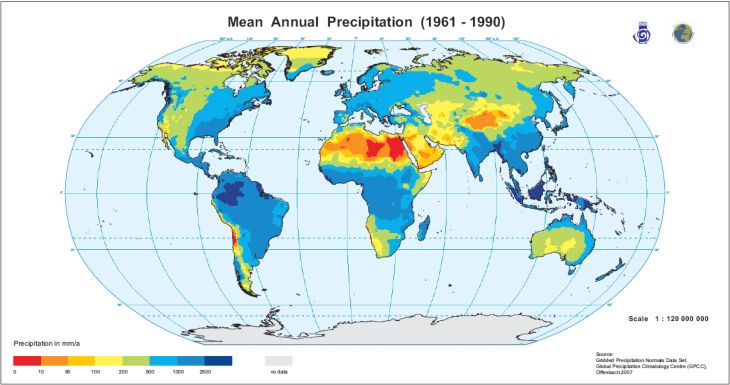 Mean Annual Precipitation (1961 - 1990)
Scale 1 : 120 000 000
Precipitation in mm/a
0 10 50 100 200 500 1000 2500
no data
Source:
Gridded Precipitation Normals Data Set,
Global Precipitation Climatology Centre (GPCC),
Offenbach 2007